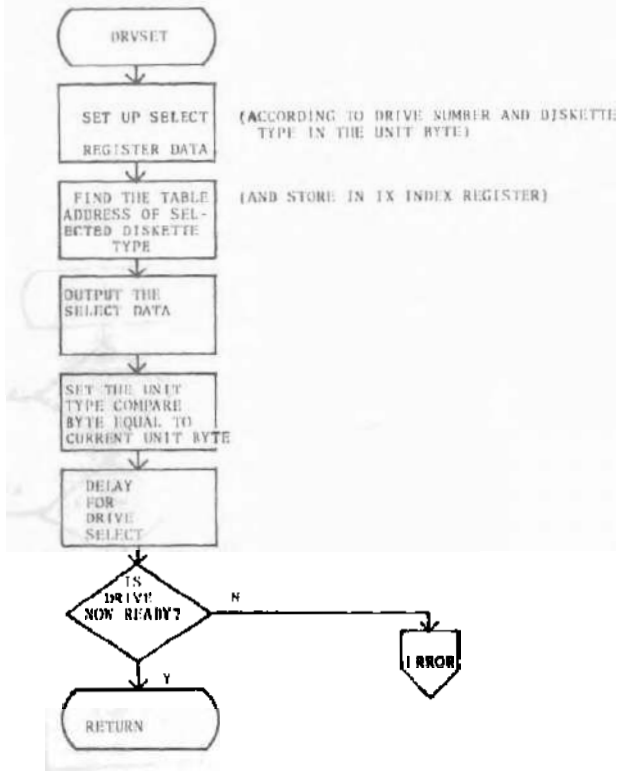 DRVSET
SET UP SELECT
REGISTER DATA
(ACCORDING TO DRIVE NUMBER AND DISKETTE
TYPE IN THE UNIT BYTE)
FIND THE TABLE
ADDRESS OF SEL-
ECTED DISKETTE
TYPE
(AND STORE IN IX INDEX REGISTER)
OUTPUT THE
SELECT DATA
SET THE UNIT
TYPE COMPARE
BYTE EQUAL TO
CURRENT UNIT BYTE
DELAY
FOR
DRIVE
SELECT
IS
DRIVE
NOW READY?
N
ERROR
Y
RETURN